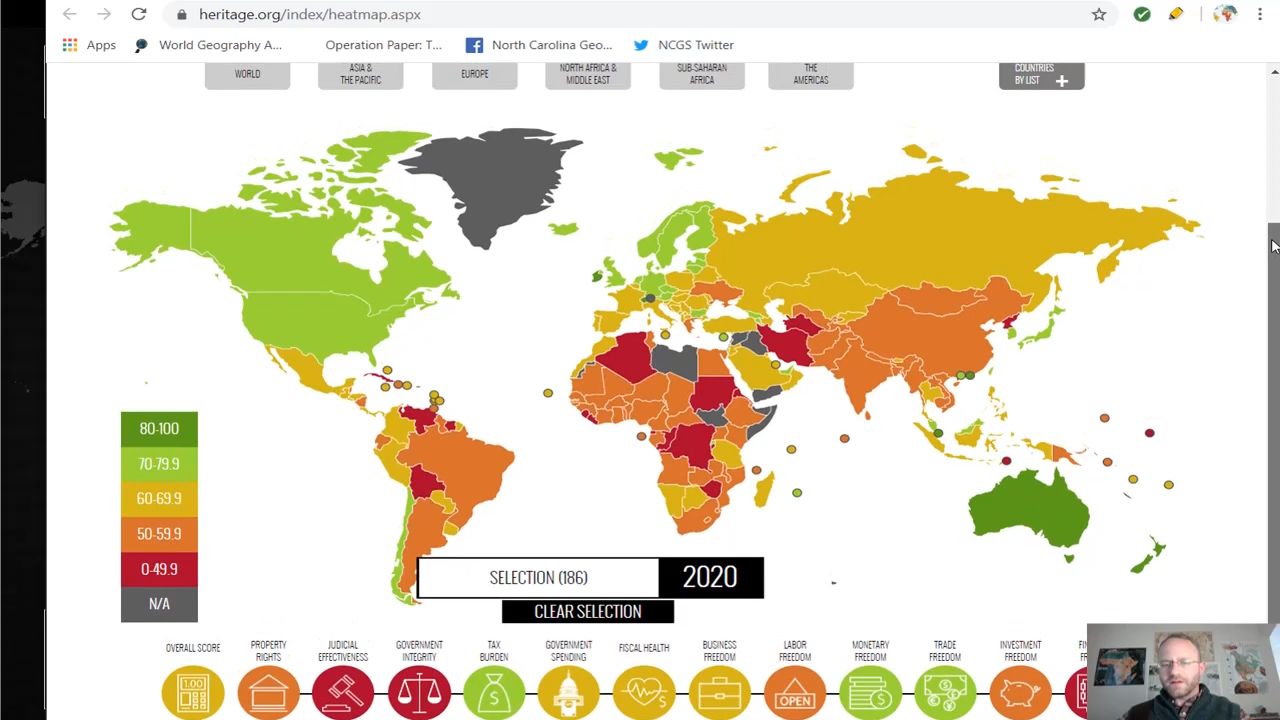 heritage.org/index/heatmap.aspx
Apps World Geography A... Operation Paper: T... North Carolina Geo... NCGS Twitter
WORLD
ASIA &
THE PACIFIC
EUROPE
NORTH AFRICA &
MIDDLE EAST
SUB-SAHARAN
AFRICA
THE
AMERICAS
COUNTRIES
BY LIST +
80-100
70-79.9
60-69.9
50-59.9
0-49.9
N/A
SELECTION (186) 2020
CLEAR SELECTION
OVERALL SCORE
PROPERTY
RIGHTS
JUDICIAL
EFFECTIVENESS
GOVERNMENT
INTEGRITY
TAX
BURDEN
GOVERNMENT
SPENDING
FISCAL HEALTH
BUSINESS
FREEDOM
LABOR
FREEDOM
MONETARY
FREEDOM
TRADE
FREEDOM
INVESTMENT
FREEDOM
1.00
OPEN